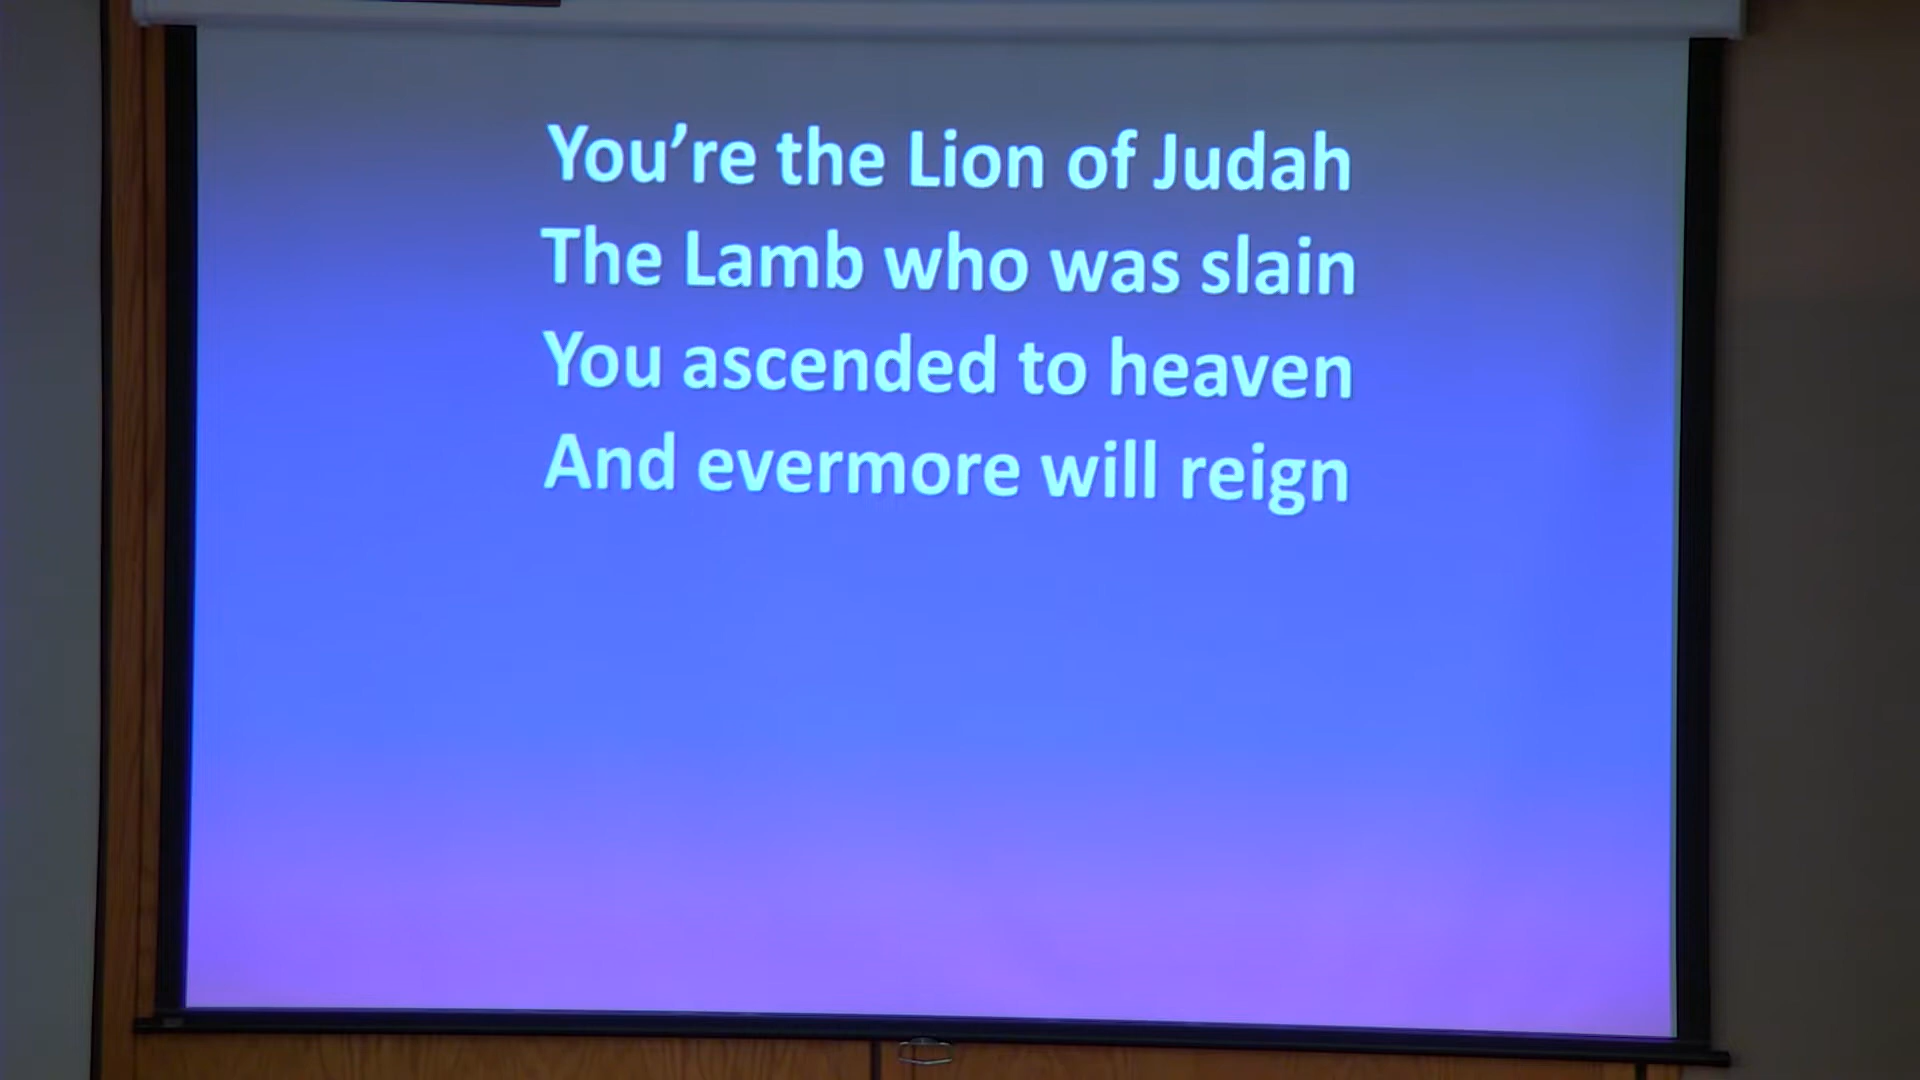 You’re the Lion of Judah
The Lamb who was slain
You ascended to heaven
And evermore will reign